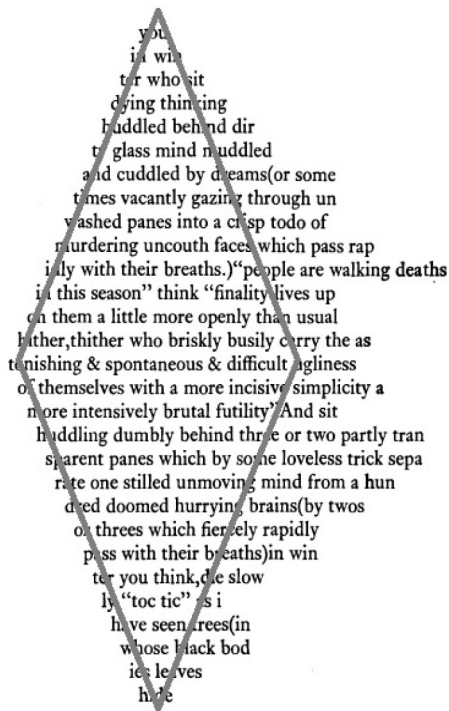 you
in win
ter who sit
dying thinking
huddled behind dir
ty glass mind muddled
and cuddled by dreams(or some
times vacantly gazing through un
washed panes into a crisp todo of
murdering uncouth faces which pass rap
idly with their breaths.)“people are walking deaths
in this season” think “finality lives up
on them a little more openly than usual
hither,thither who briskly busily carry the as
tonishing & spontaneous & difficult ugliness
of themselves with a more incisive simplicity a
more intensively brutal futility”And sit
huddling dumbly behind three or two partly tran
sparent panes which by some loveless trick sepa
rate one stilled unmoving mind from a hun
dred doomed hurrying brains(by twos
or threes which fiercely rapidly
pass with their breaths)in win
ter you think,die slow
ly “toc tic” as i
have seen trees(in
whose black bod
ies leaves
hide